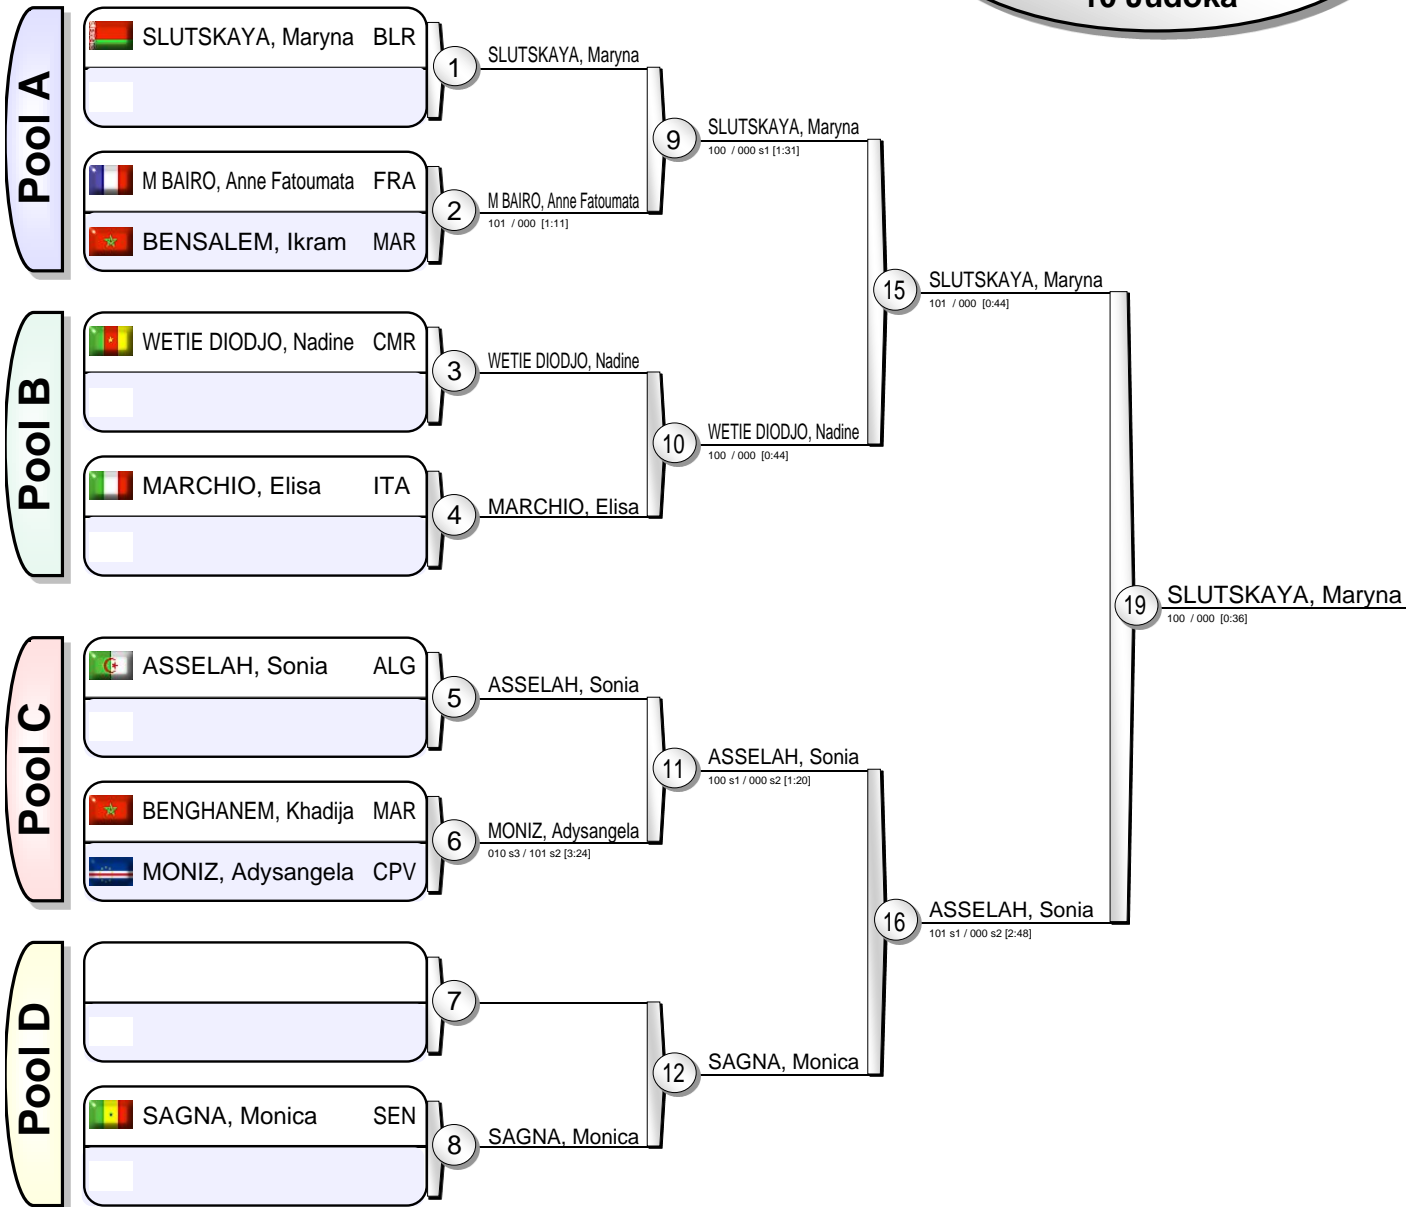 10 Judoka
Pool A
SLUTSKAYA, Maryna BLR
M BAIRO, Anne Fatoumata FRA
BENSALEM, Ikram MAR
Pool B
WETIE DIODJO, Nadine CMR
MARCHIO, Elisa ITA
Pool C
ASSELAH, Sonia ALG
BENGHANEM, Khadija MAR
MONIZ, Adysangela CPV
Pool D
SAGNA, Monica SEN
1
SLUTSKAYA, Maryna
2
M BAIRO, Anne Fatoumata
101 / 000 [1:11]
3
WETIE DIODJO, Nadine
4
MARCHIO, Elisa
5
ASSELAH, Sonia
6
MONIZ, Adysangela
010 s3 / 101 s2 [3:24]
7
8
SAGNA, Monica
9
SLUTSKAYA, Maryna
100 / 000 s1 [1:31]
10
WETIE DIODJO, Nadine
100 / 000 [0:44]
11
ASSELAH, Sonia
100 s1 / 000 s2 [1:20]
12
SAGNA, Monica
15
SLUTSKAYA, Maryna
101 / 000 [0:44]
16
ASSELAH, Sonia
101 s1 / 000 s2 [2:48]
19
SLUTSKAYA, Maryna
100 / 000 [0:36]